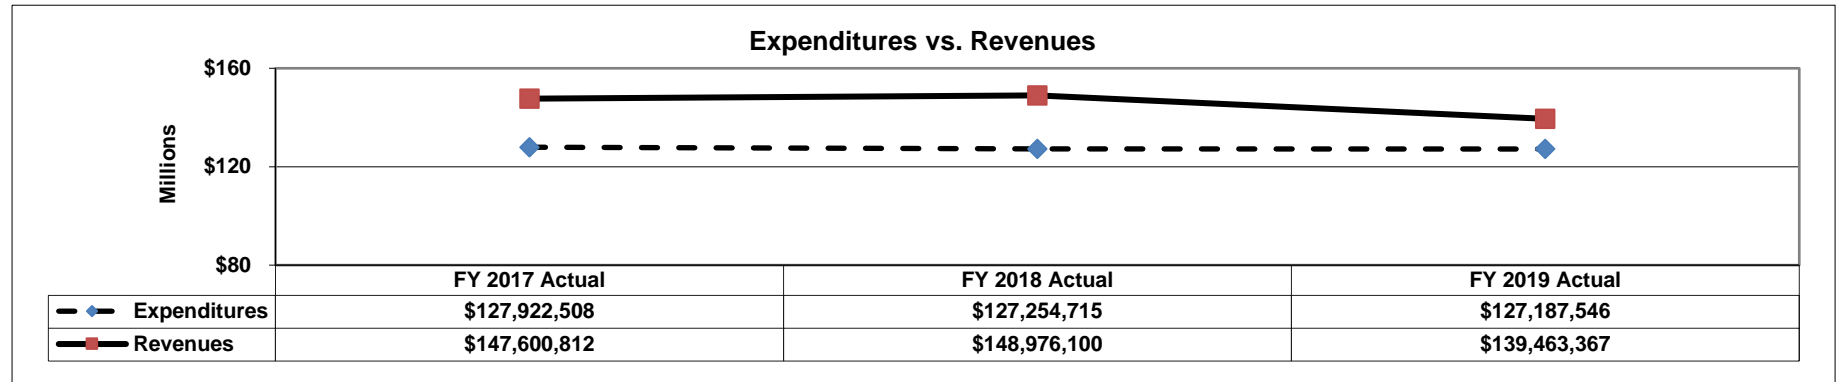 Expenditures vs. Revenues
$160
$120
$80
Millions
FY 2017 Actual FY 2018 Actual FY 2019 Actual
Expenditures $127,922,508 $127,254,715 $127,187,546
Revenues $147,600,812 $148,976,100 $139,463,367